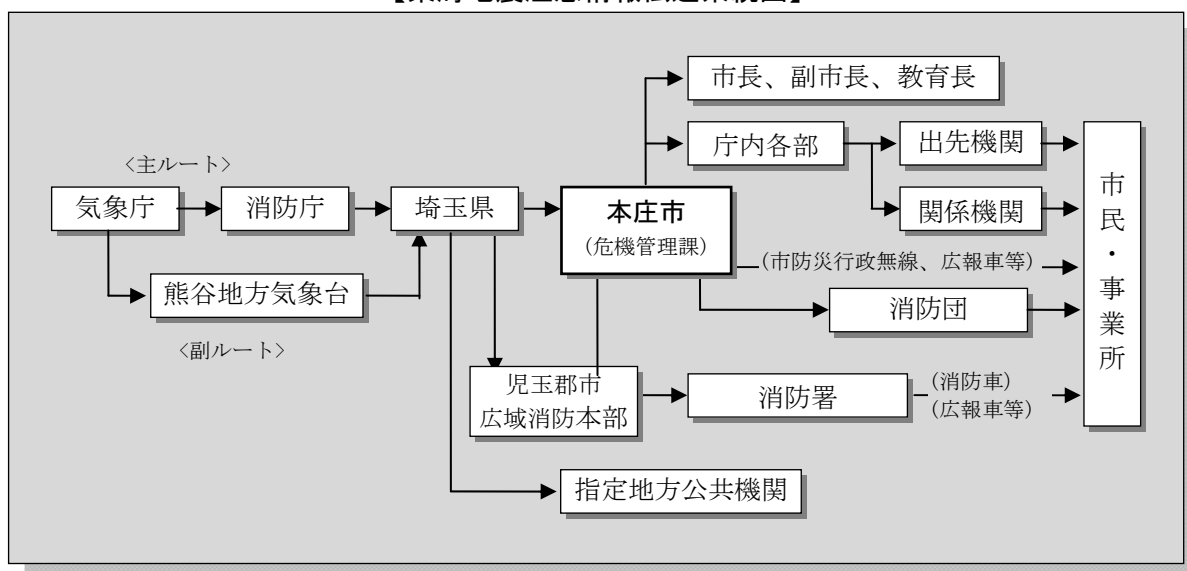 市長、副市長、教育長
庁内各部
出先機関
関係機関
<主ルート>
気象庁
消防庁
埼玉県
本庄市
(危機管理課)
(市防災行政無線、広報車等)
熊谷地方気象台
<副ルート>
消防団
児玉郡市
広域消防本部
消防署
(消防車)
(広報車等)
指定地方公共機関
市民・事業所